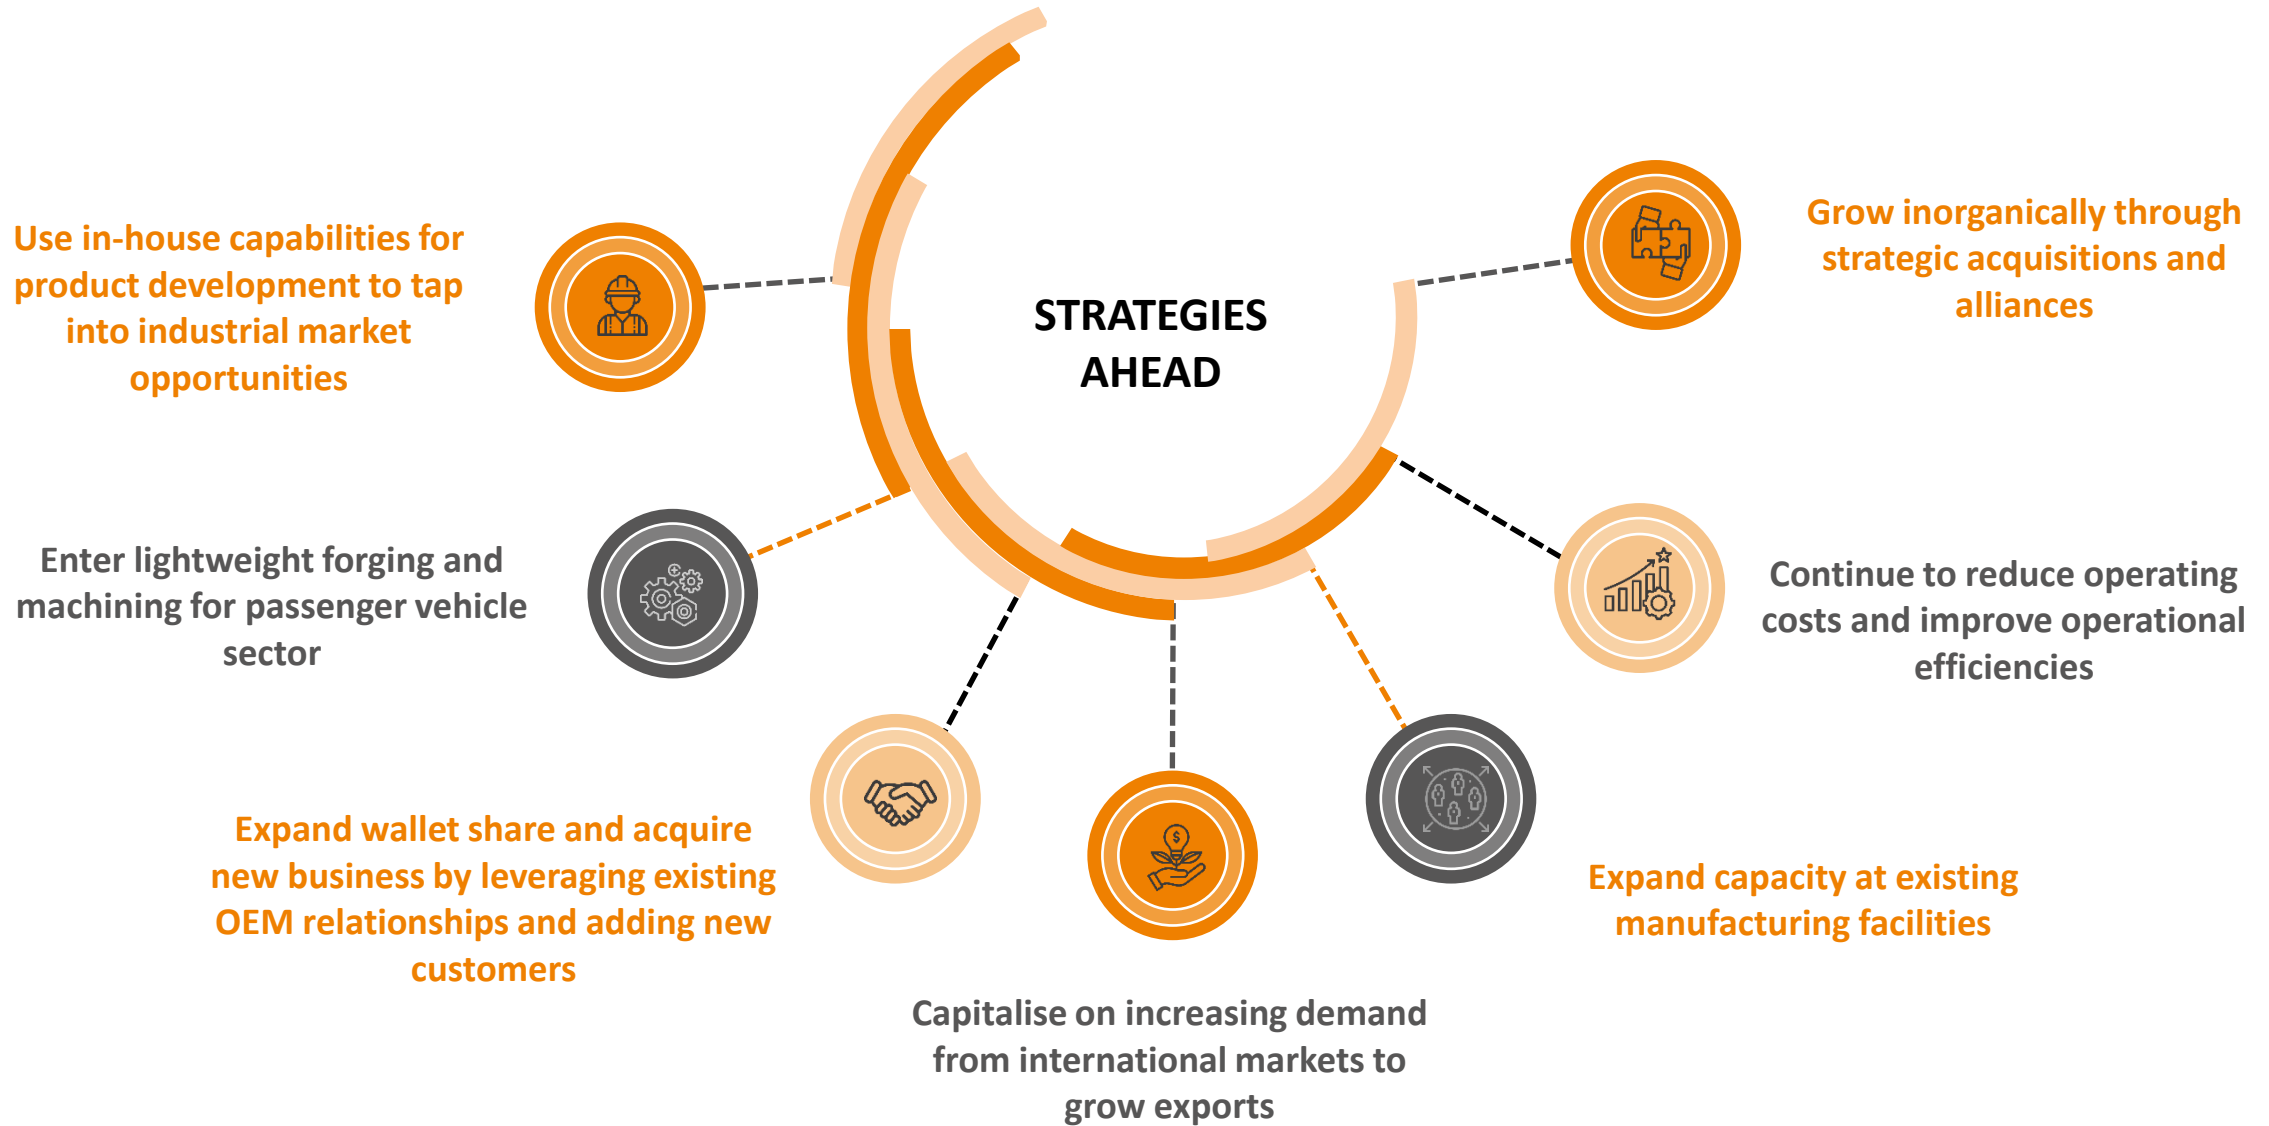 STRATEGIES
AHEAD
Use in-house capabilities for
product development to tap
into industrial market
opportunities
Enter lightweight forging and
machining for passenger vehicle
sector
Expand wallet share and acquire
new business by leveraging existing
OEM relationships and adding new
customers
Capitalise on increasing demand
from international markets to
grow exports
Expand capacity at existing
manufacturing facilities
Continue to reduce operating
costs and improve operational
efficiencies
Grow inorganically through
strategic acquisitions and
alliances
$